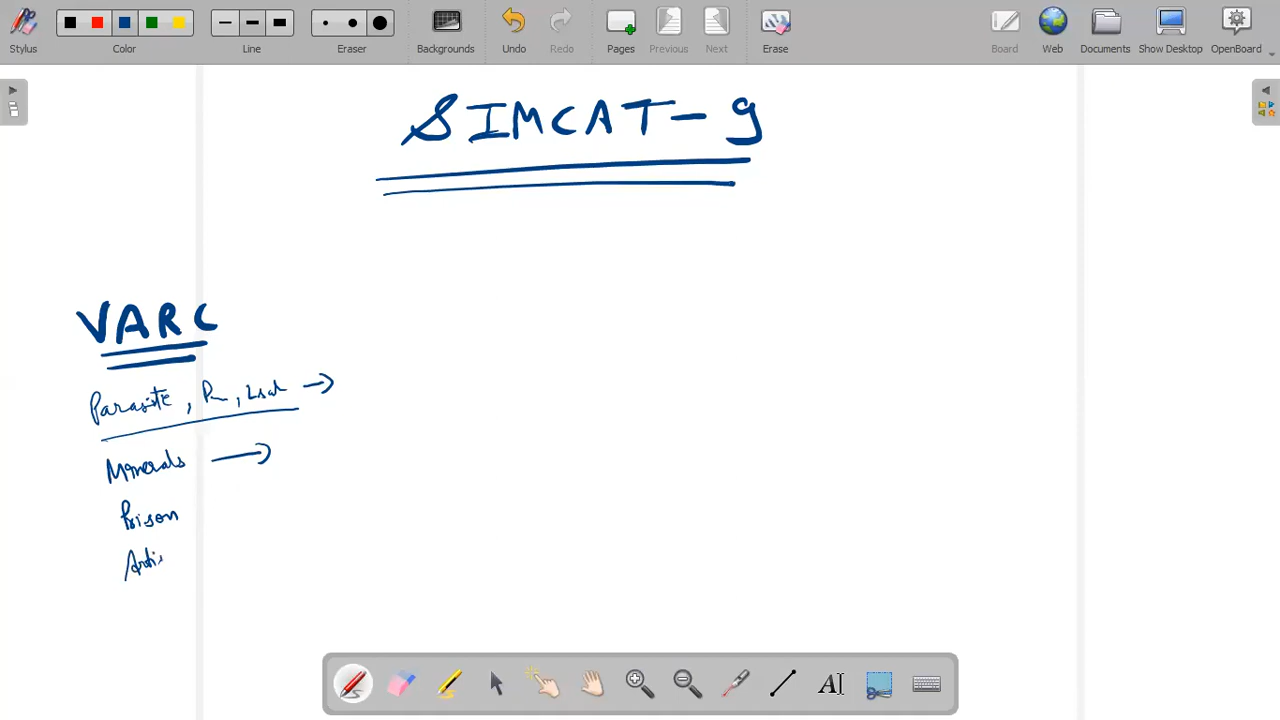 Stylus Color Line Eraser Backgrounds Undo Redo Pages Previous Next Erase Board Web Documents Show Desktop OpenBoard
SIMCAT-9
VARC
Parasite, →
Minerals →
Prison